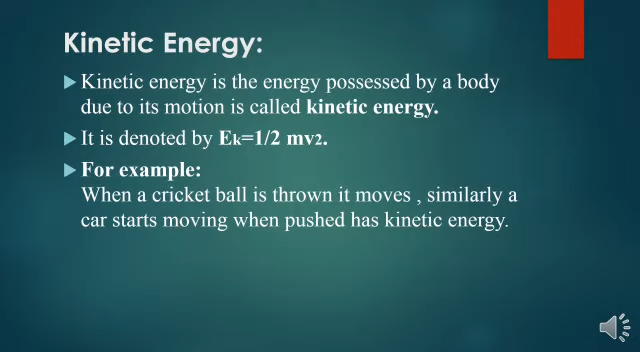 Kinetic Energy:
Kinetic energy is the energy possessed by a body
due to its motion is called kinetic energy.
It is denoted by Ek=1/2 mv2.
For example:
When a cricket ball is thrown it moves , similarly a
car starts moving when pushed has kinetic energy.